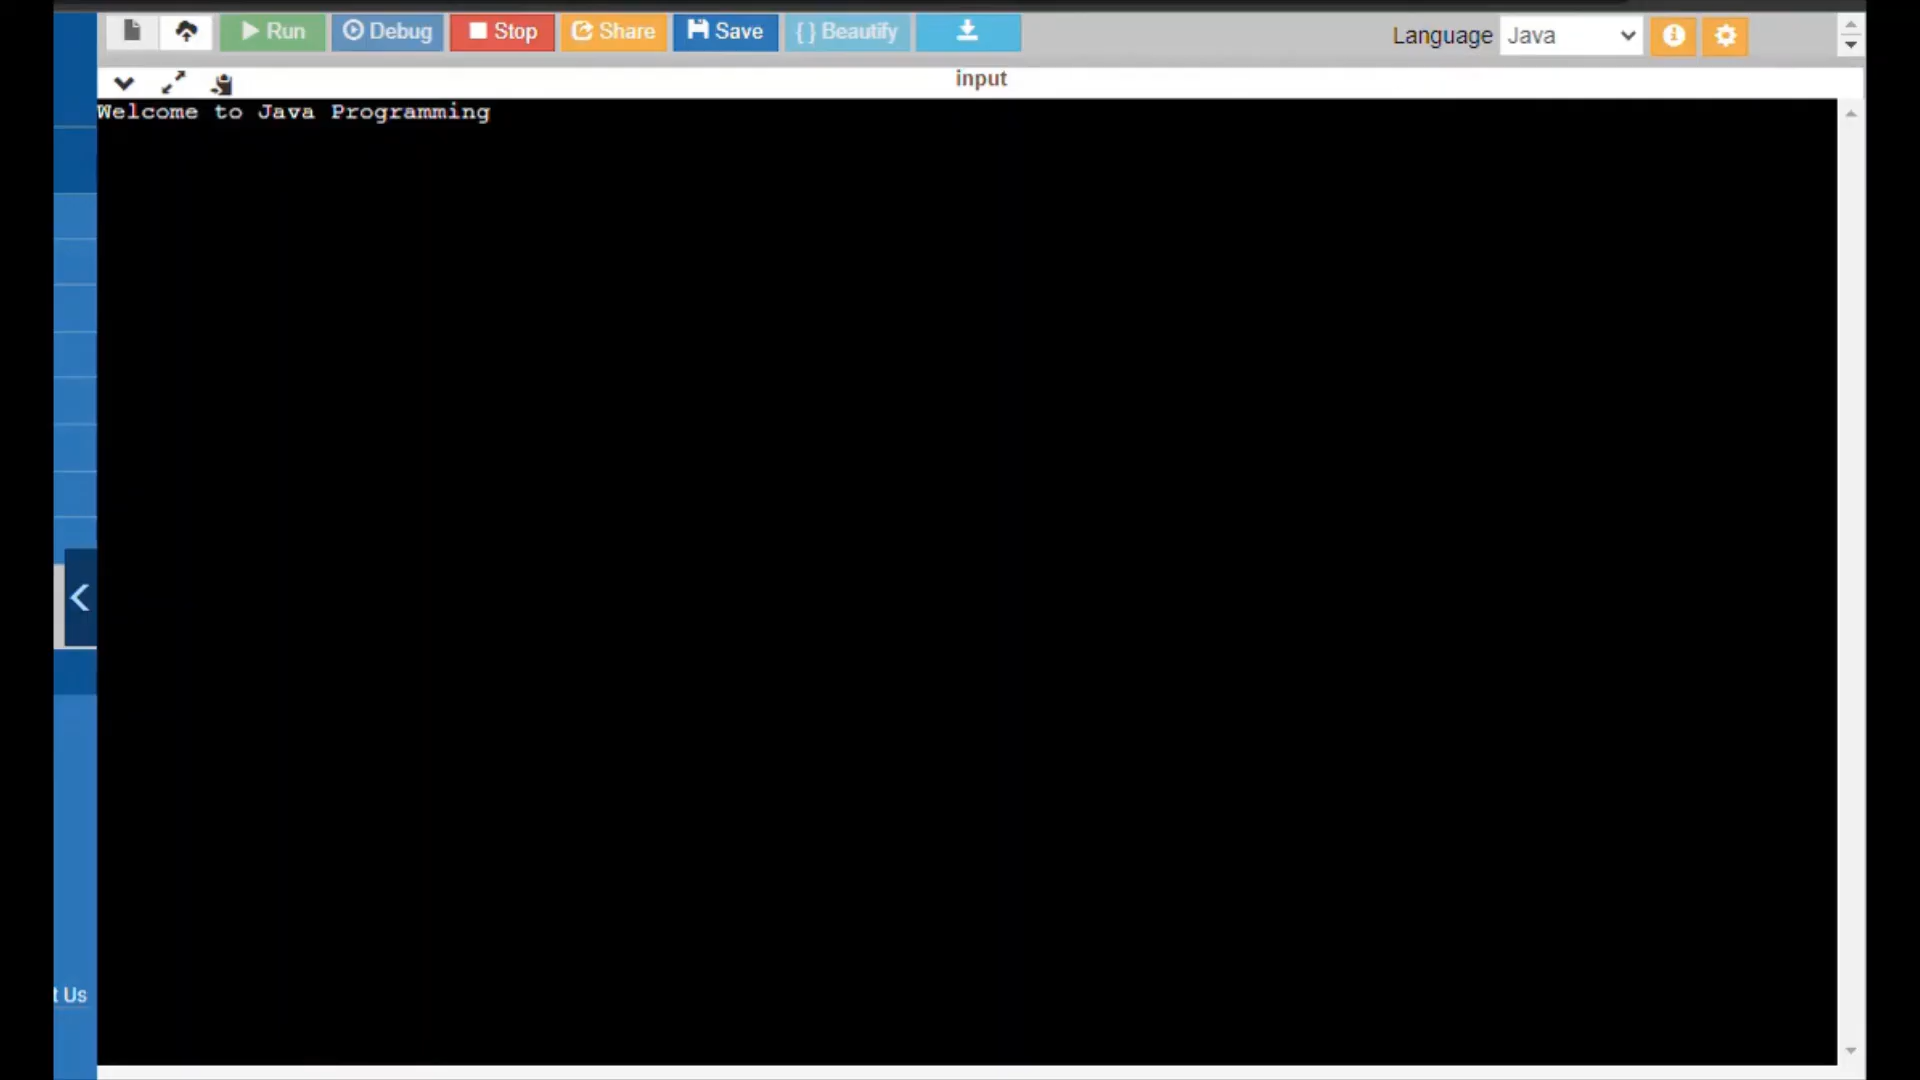 Run Debug Stop Share Save { } Beautify Language Java
input
Welcome to Java Programming
t Us